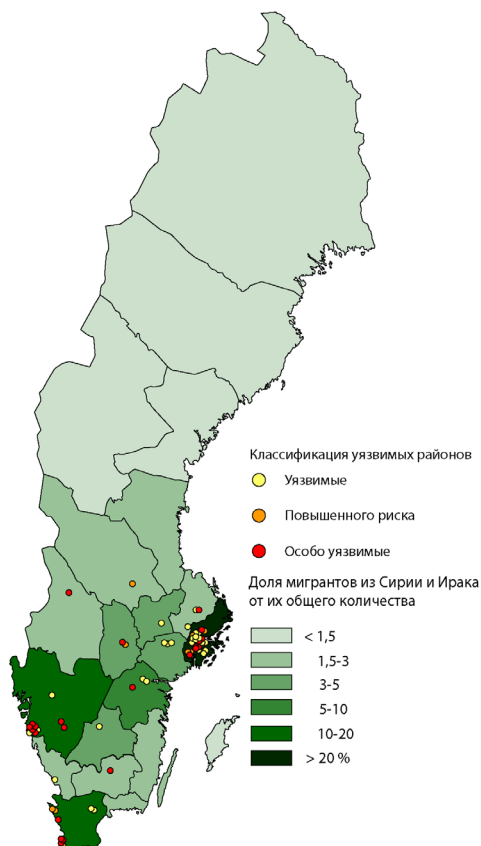 Классификация уязвимых районов
Уязвимые
Повышенного риска
Особо уязвимые
Доля мигрантов из Сирии и Ирака
от их общего количества
< 1,5
1,5-3
3-5
5-10
10-20
> 20 %